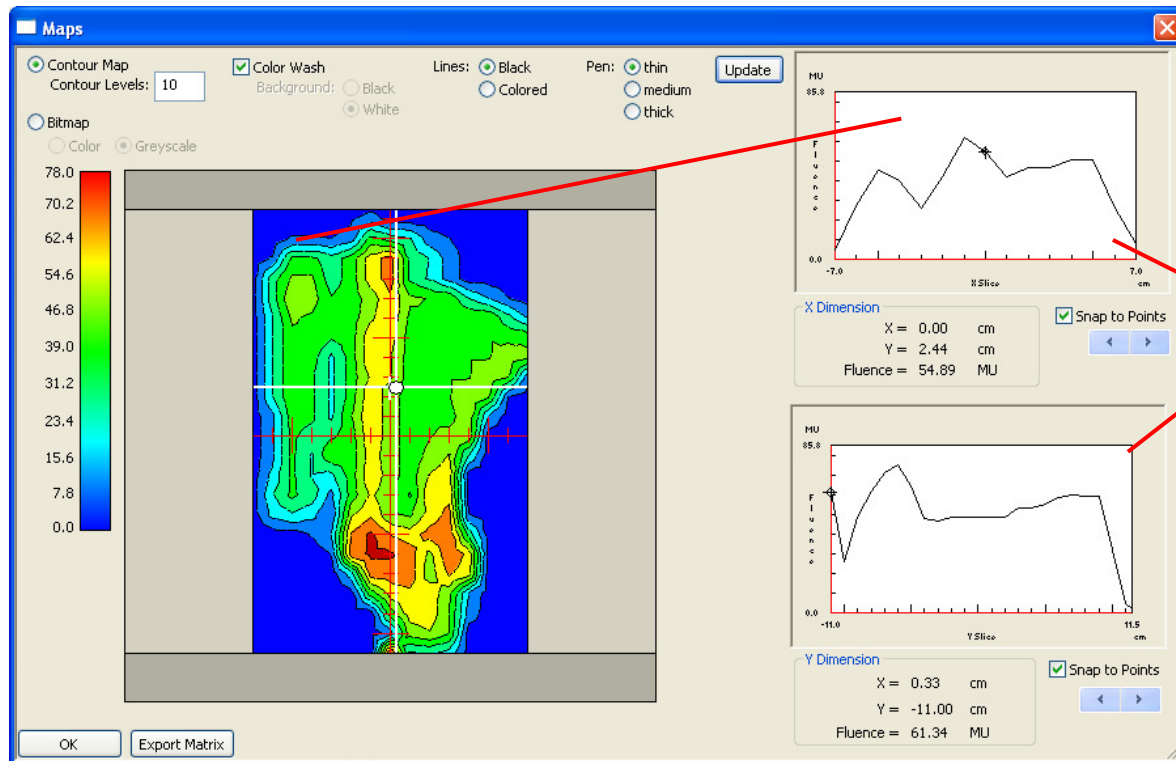 Maps
Contour Map
Contour Levels: 10
Color Wash
Background: Black
White
Lines: Black
Colored
Pen: thin
medium
thick
Update
Bitmap
Color Greyscale
78.0
70.2
62.4
54.6
46.8
39.0
31.2
23.4
15.6
7.8
0.0
MU
85.8
Fluence
0.0
-7.0
7.0
X Slice
cm
X Dimension
X = 0.00 cm
Y = 2.44 cm
Fluence = 54.89 MU
Snap to Points
MU
85.8
Fluence
0.0
-11.0
11.5
Y Slice
cm
Y Dimension
X = 0.33 cm
Y = -11.00 cm
Fluence = 61.34 MU
Snap to Points
OK
Export Matrix